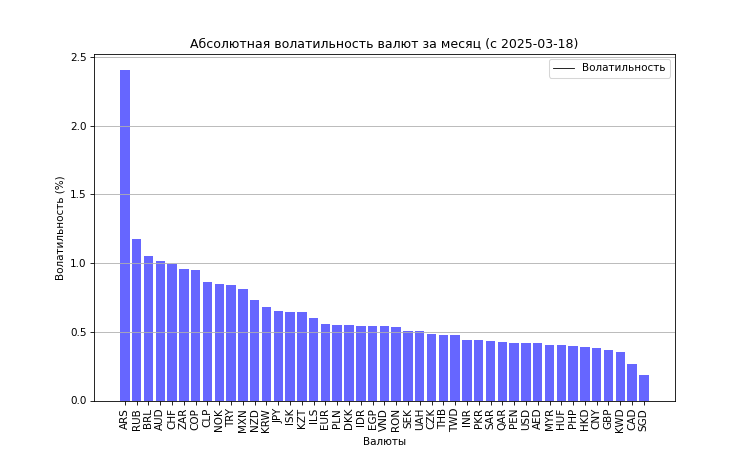 Абсолютная волатильность валют за месяц (с 2025-03-18)
Волатильность
Волатильность (%)
2.5
2.0
1.5
1.0
0.5
0.0
ARS RUB BRL AUD CHF ZAR COP CLP NOK TRY MXN NZD KRW JPY ISK KZT ILS EUR PLN DKK IDR EGP VND RON SEK UAH CZK THB TWD INR PKR SAR QAR PEN USD AED MYR HUF PHP HKD CNY GBP KWD CAD SGD
Валюты